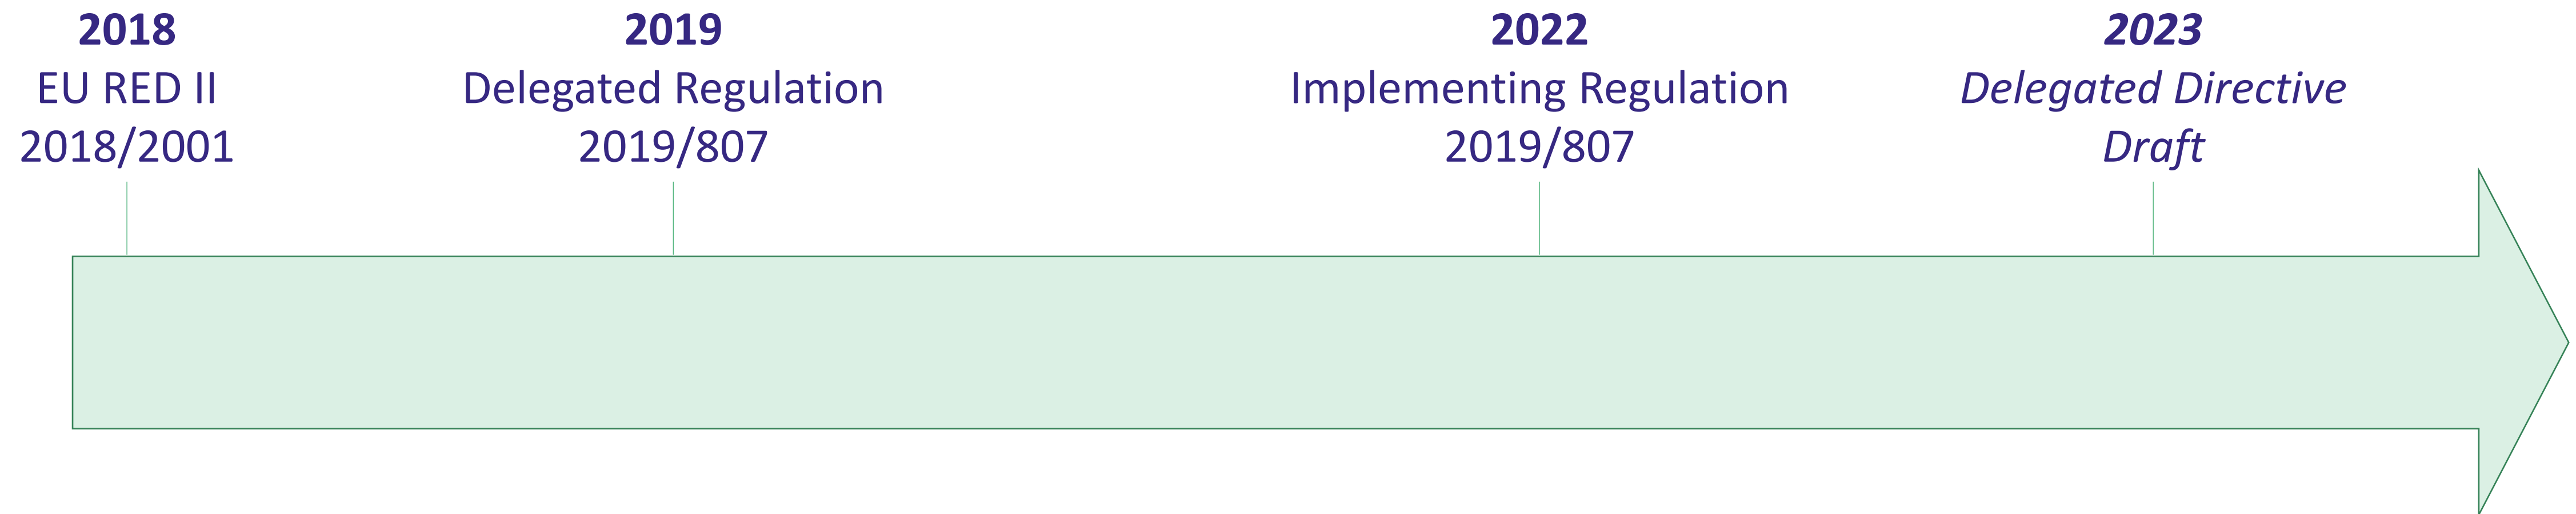 2018
EU RED II
2018/2001
2019
Delegated Regulation
2019/807
2022
Implementing Regulation
2019/807
2023
Delegated Directive
Draft